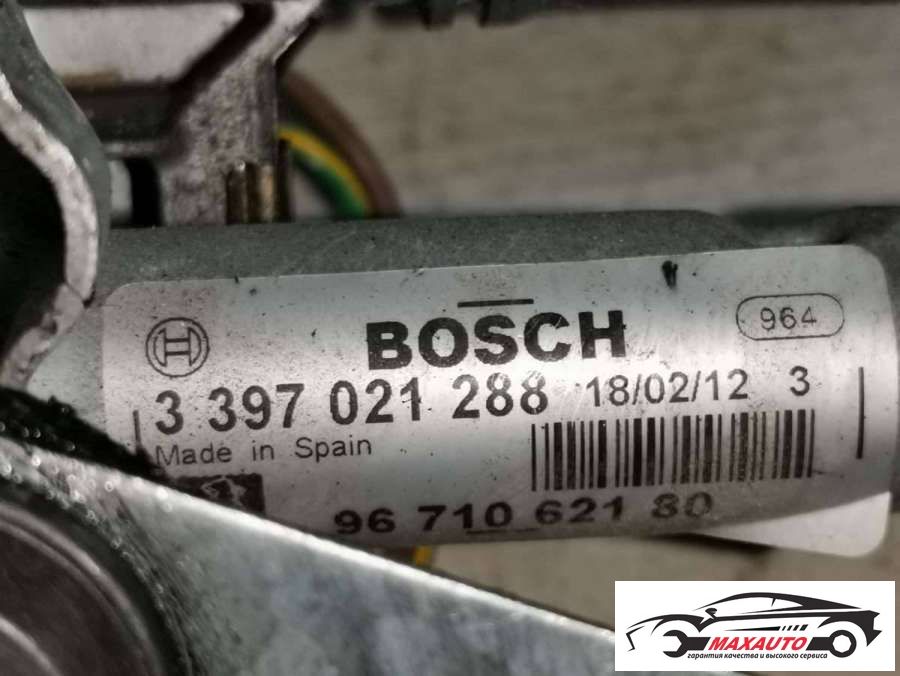 BOSCH
964
3 397 021 288 18/02/12 3
Made in Spain
96 710 621 80
MAXAUTO
гарантия качества и высокого сервиса